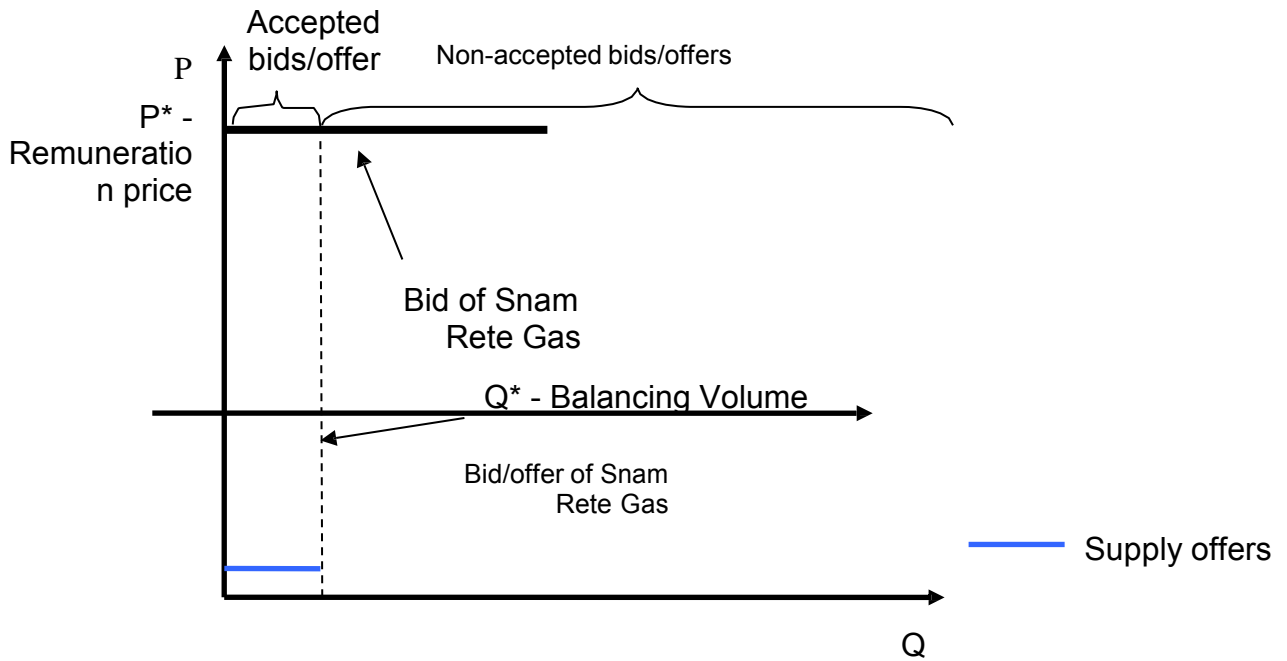 Accepted
bids/offer
Non-accepted bids/offers
P
P* -
Remuneratio
n price
Bid of Snam
Rete Gas
Q* - Balancing Volume
Bid/offer of Snam
Rete Gas
Supply offers
Q